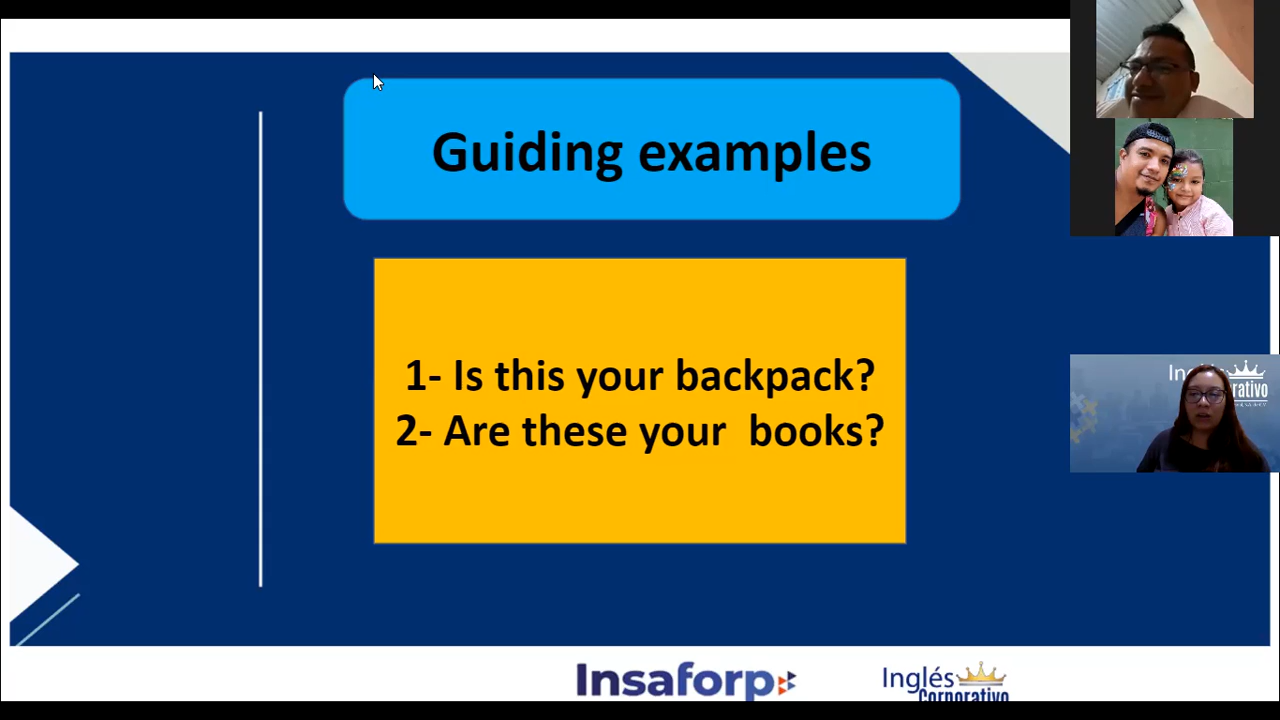 Guiding examples
1- Is this your backpack?
2- Are these your  books?
Insaforp
Inglés
Corporativo